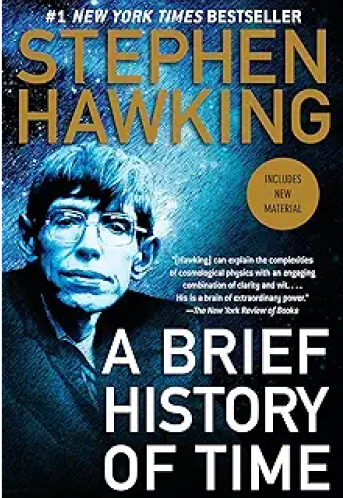 #1 NEW YORK TIMES BESTSELLER
STEPHEN
HAWKING
INCLUDES
NEW
MATERIAL
"[Hawking] can explain the complexities
of cosmological physics with an engaging
combination of clarity and wit. . . .
His is a brain of extraordinary power."
—The New York Review of Books
A BRIEF
HISTORY
OF TIME